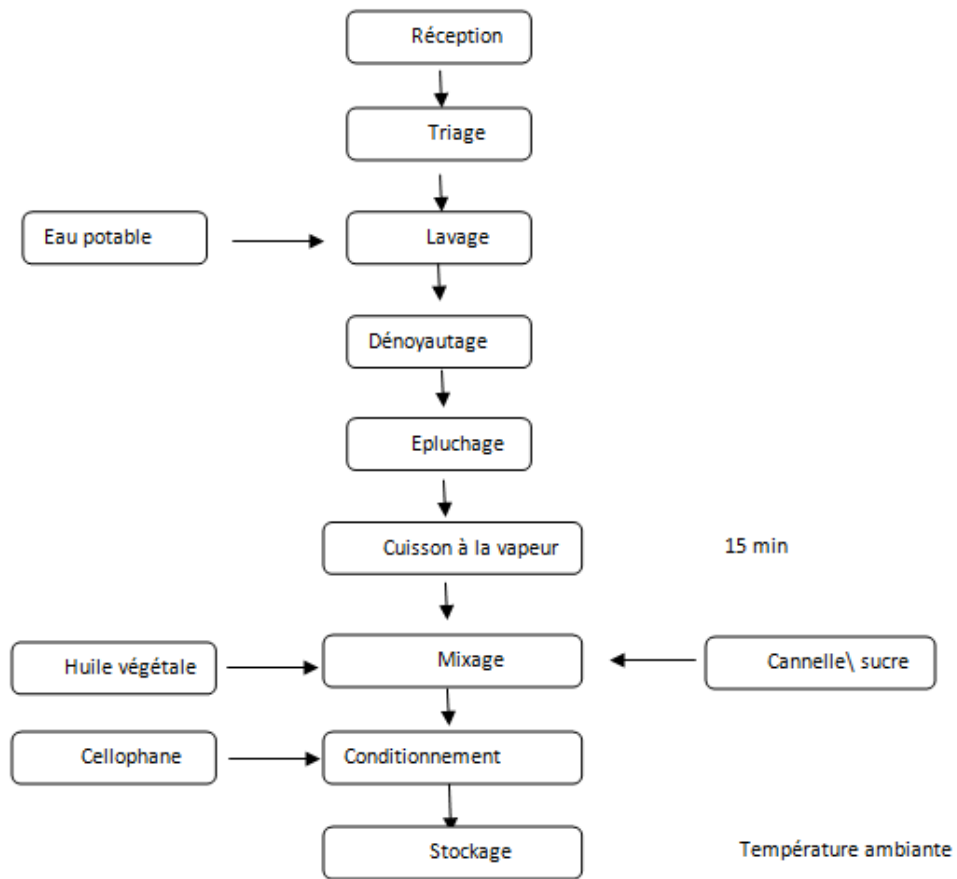 Réception
Triage
Eau potable
Lavage
Dénoyautage
Epluchage
Cuisson à la vapeur
15 min
Huile végétale
Mixage
Cannelle\ sucre
Cellophane
Conditionnement
Stockage
Température ambiante